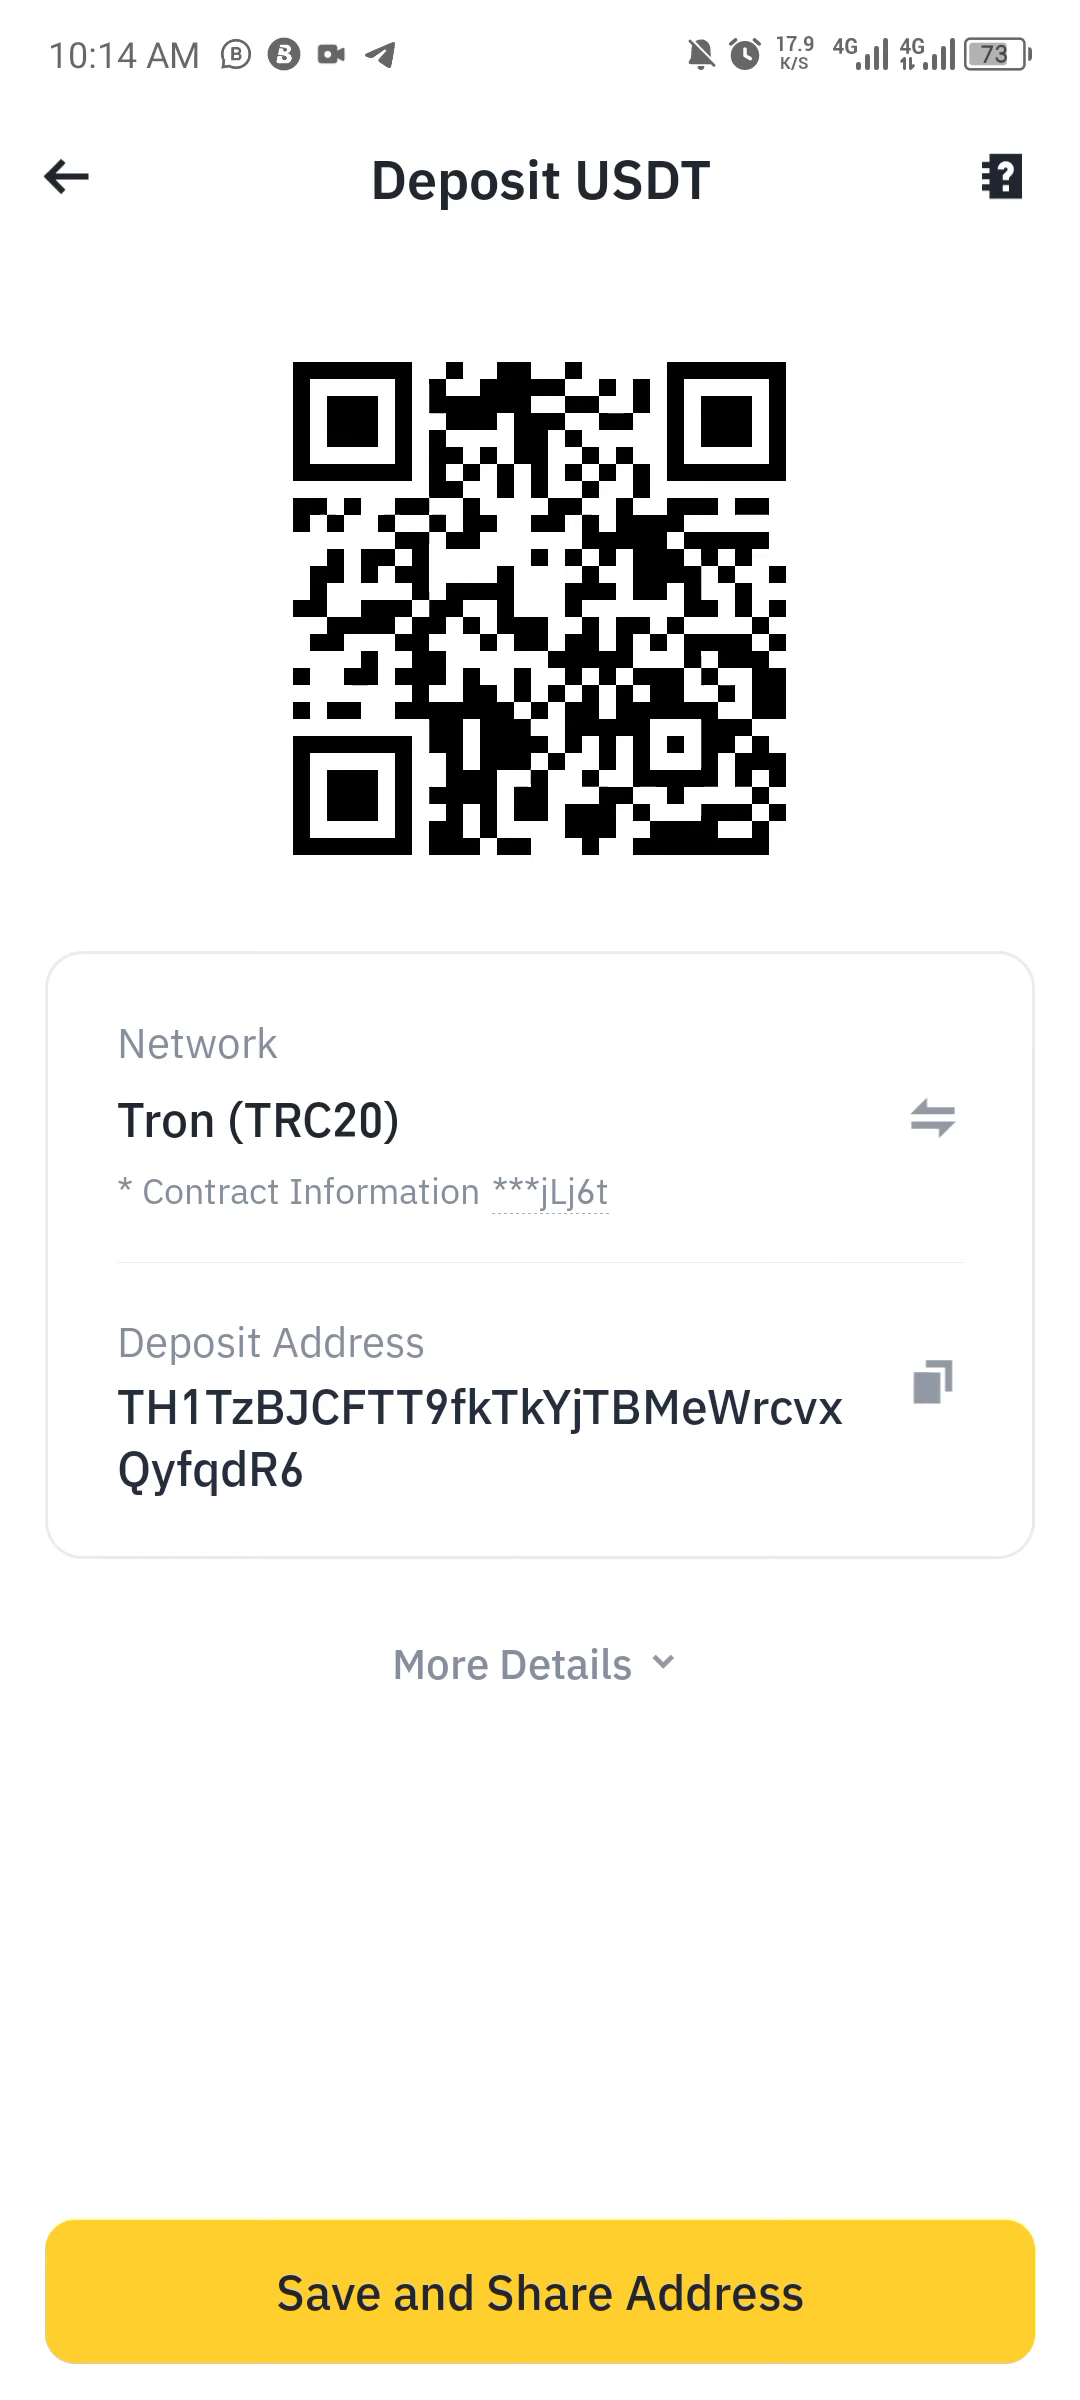 10:14 AM
17.9
K/S
4G
4G
73
Deposit USDT
Network
Tron (TRC20)
* Contract Information ***jLj6t
Deposit Address
TH1TzBJCFTT9fkTkYjTBMeWrcvx
QyfqdR6
More Details
Save and Share Address